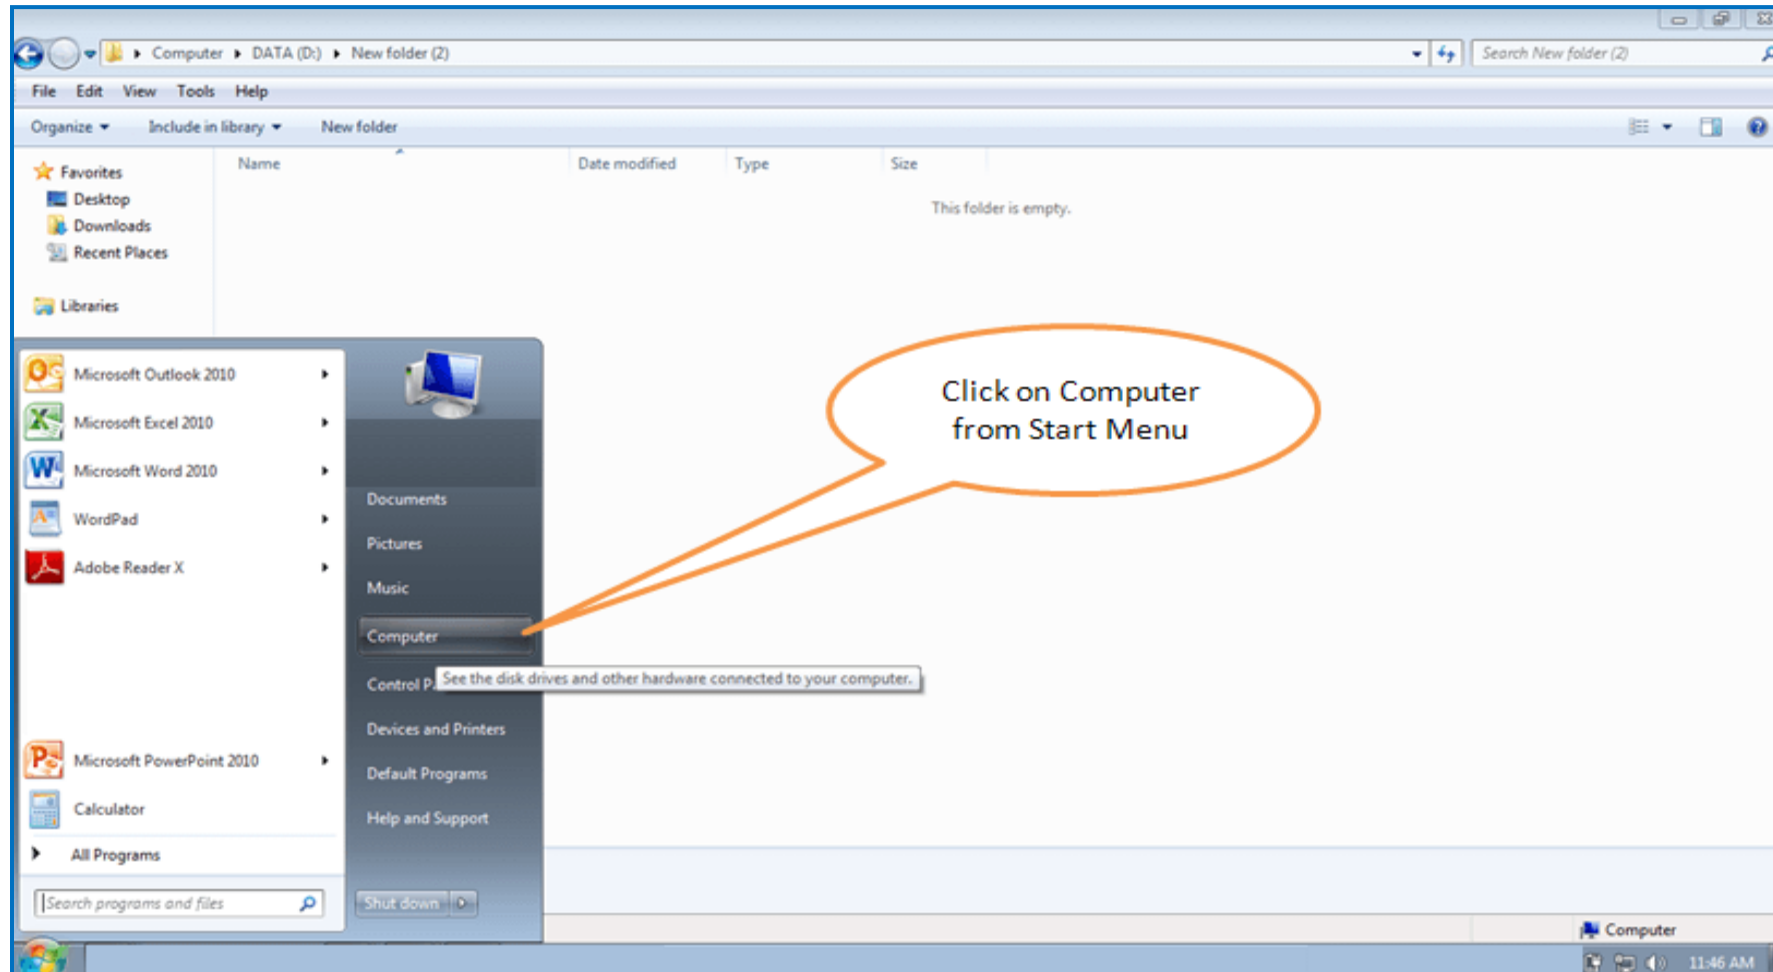 Computer DATA (D:) New folder (2)
Search New folder (2)
File Edit View Tools Help
Organize Include in library New folder
Name Date modified Type Size
This folder is empty.
Favorites
Desktop
Downloads
Recent Places
Libraries
Microsoft Outlook 2010
Microsoft Excel 2010
Microsoft Word 2010
WordPad
Adobe Reader X
Microsoft PowerPoint 2010
Calculator
All Programs
Search programs and files
Documents
Pictures
Music
Computer
Control P
See the disk drives and other hardware connected to your computer.
Devices and Printers
Default Programs
Help and Support
Shut down
Click on Computer
from Start Menu
Computer
11:46 AM